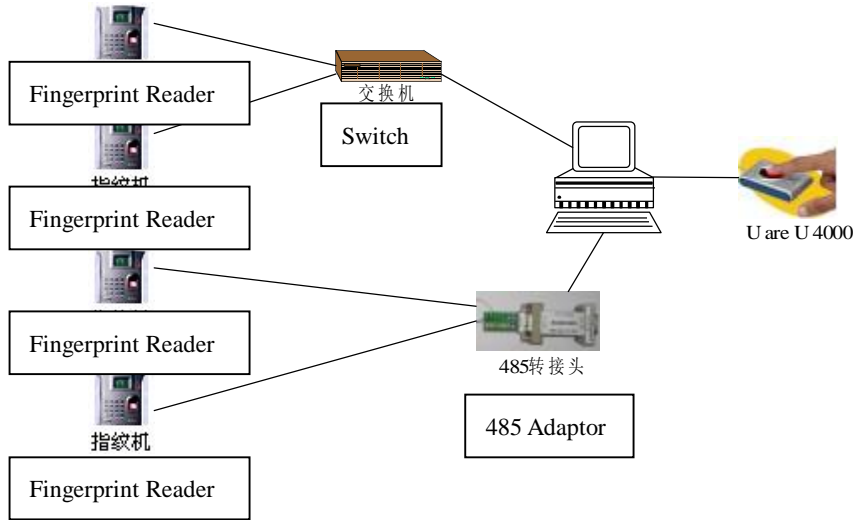 Fingerprint Reader
交换机
Switch
指纹机
Fingerprint Reader
U are U 4000
Fingerprint Reader
485转接头
485 Adaptor
指纹机
Fingerprint Reader